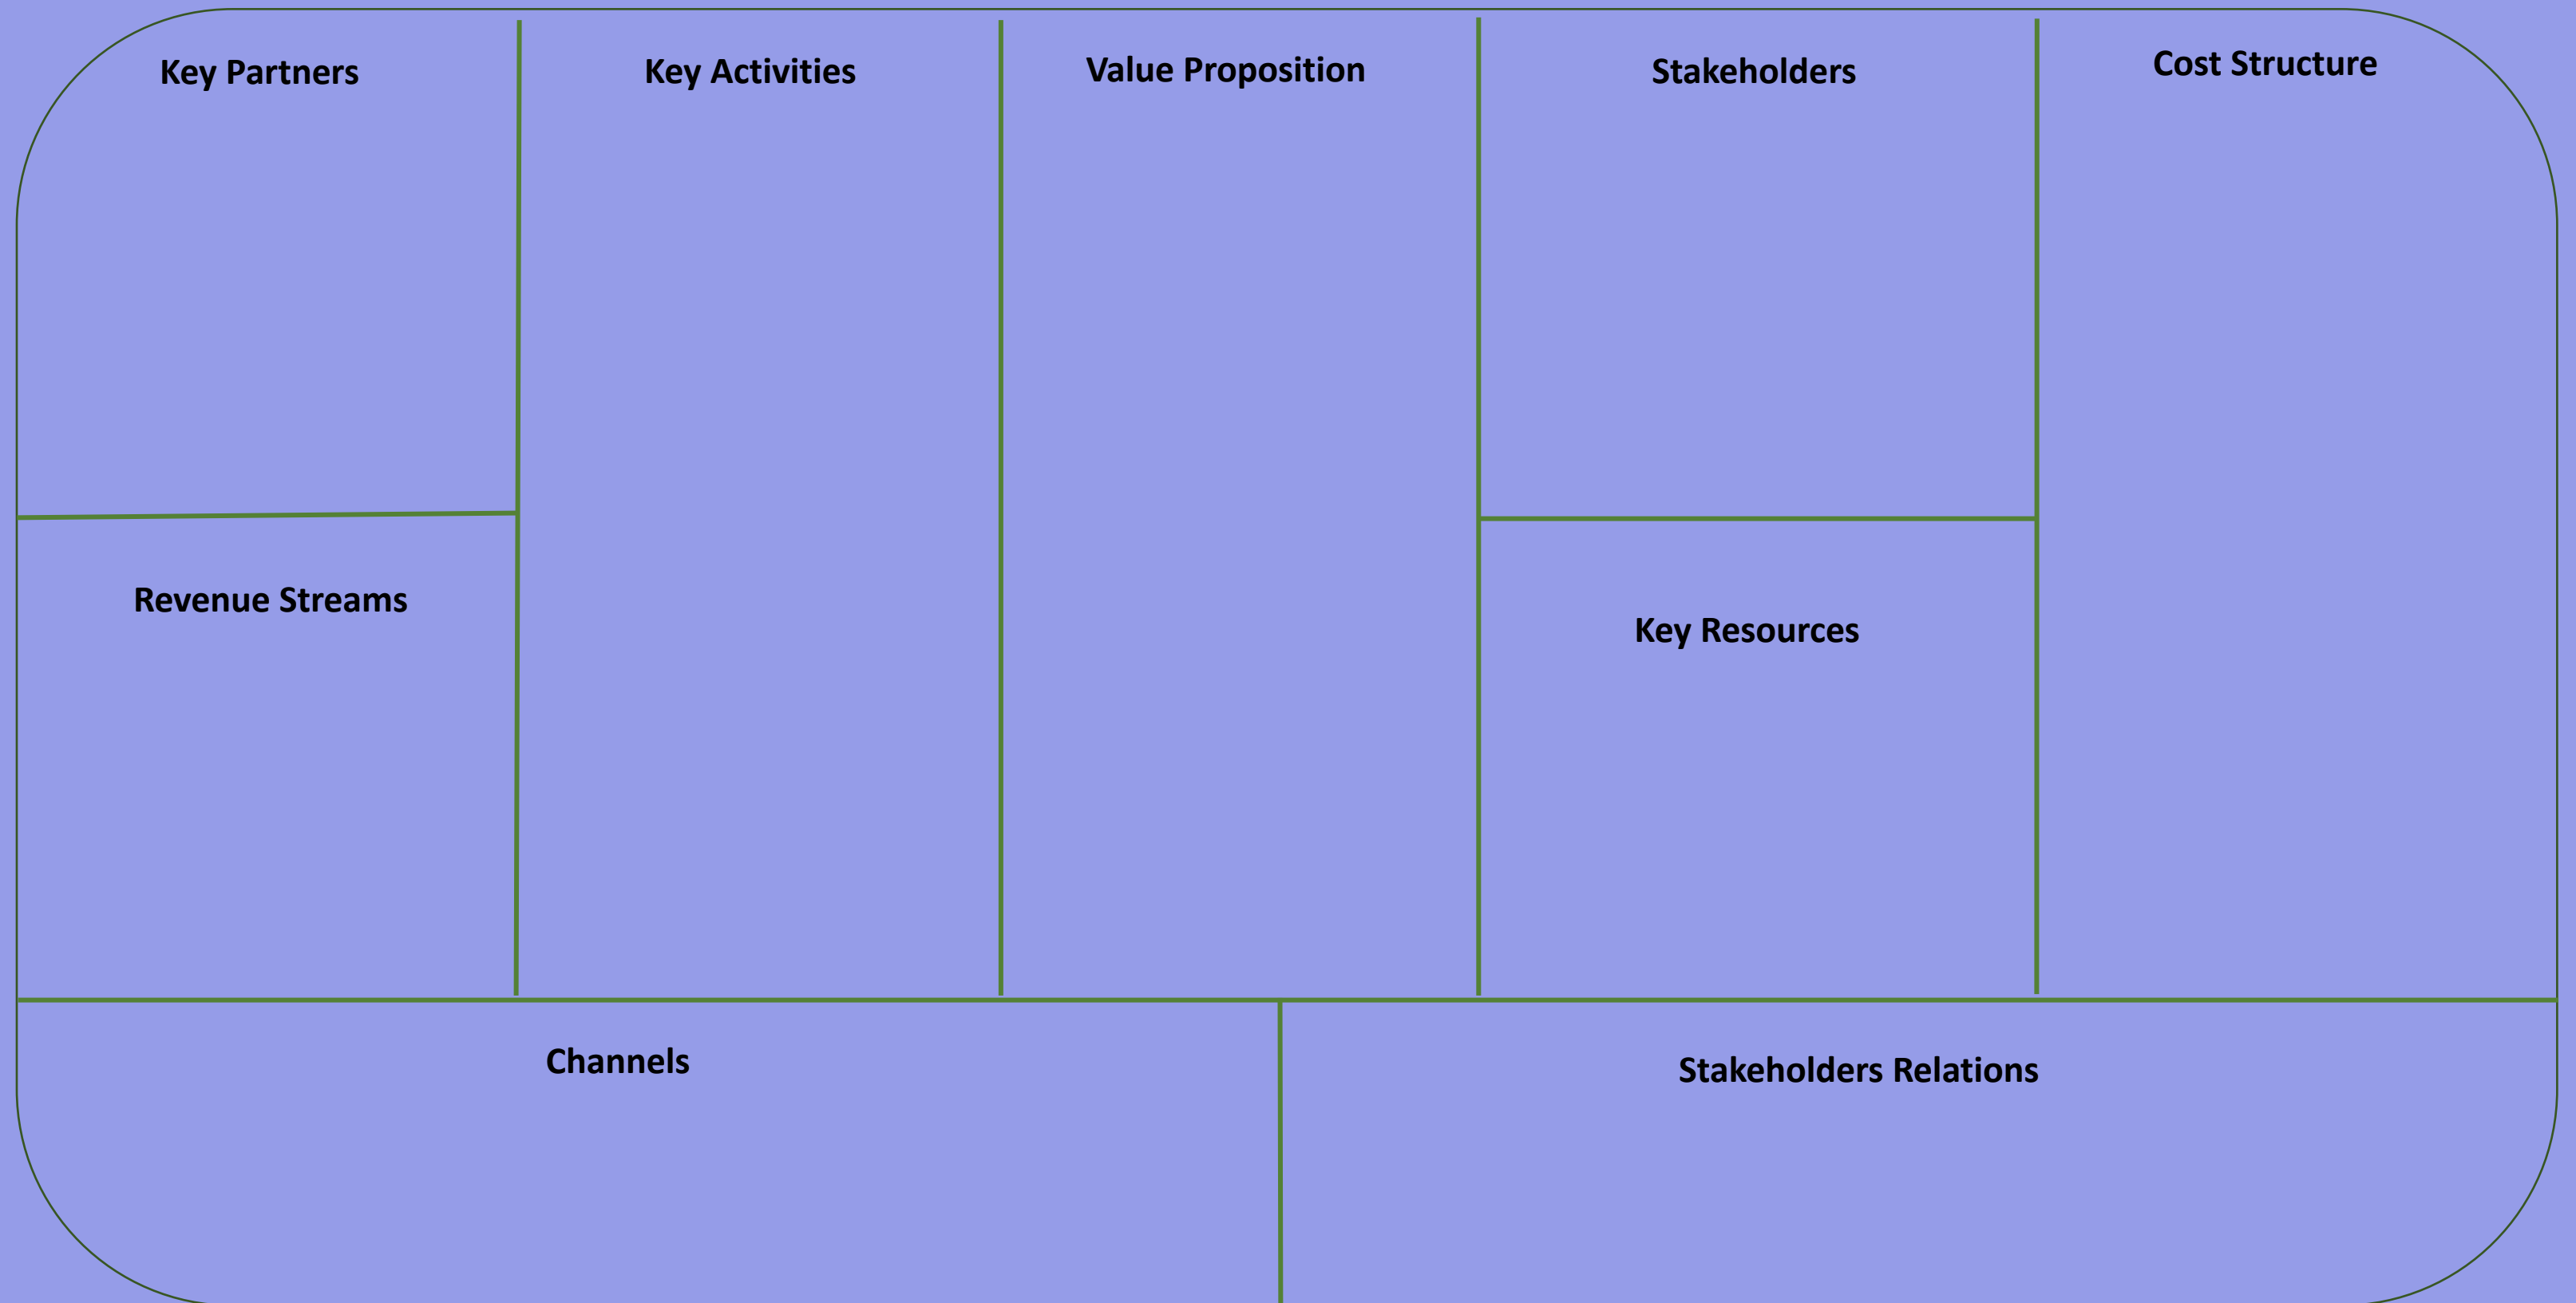 Key Partners
Key Activities
Value Proposition
Stakeholders
Cost Structure
Revenue Streams
Key Resources
Channels
Stakeholders Relations